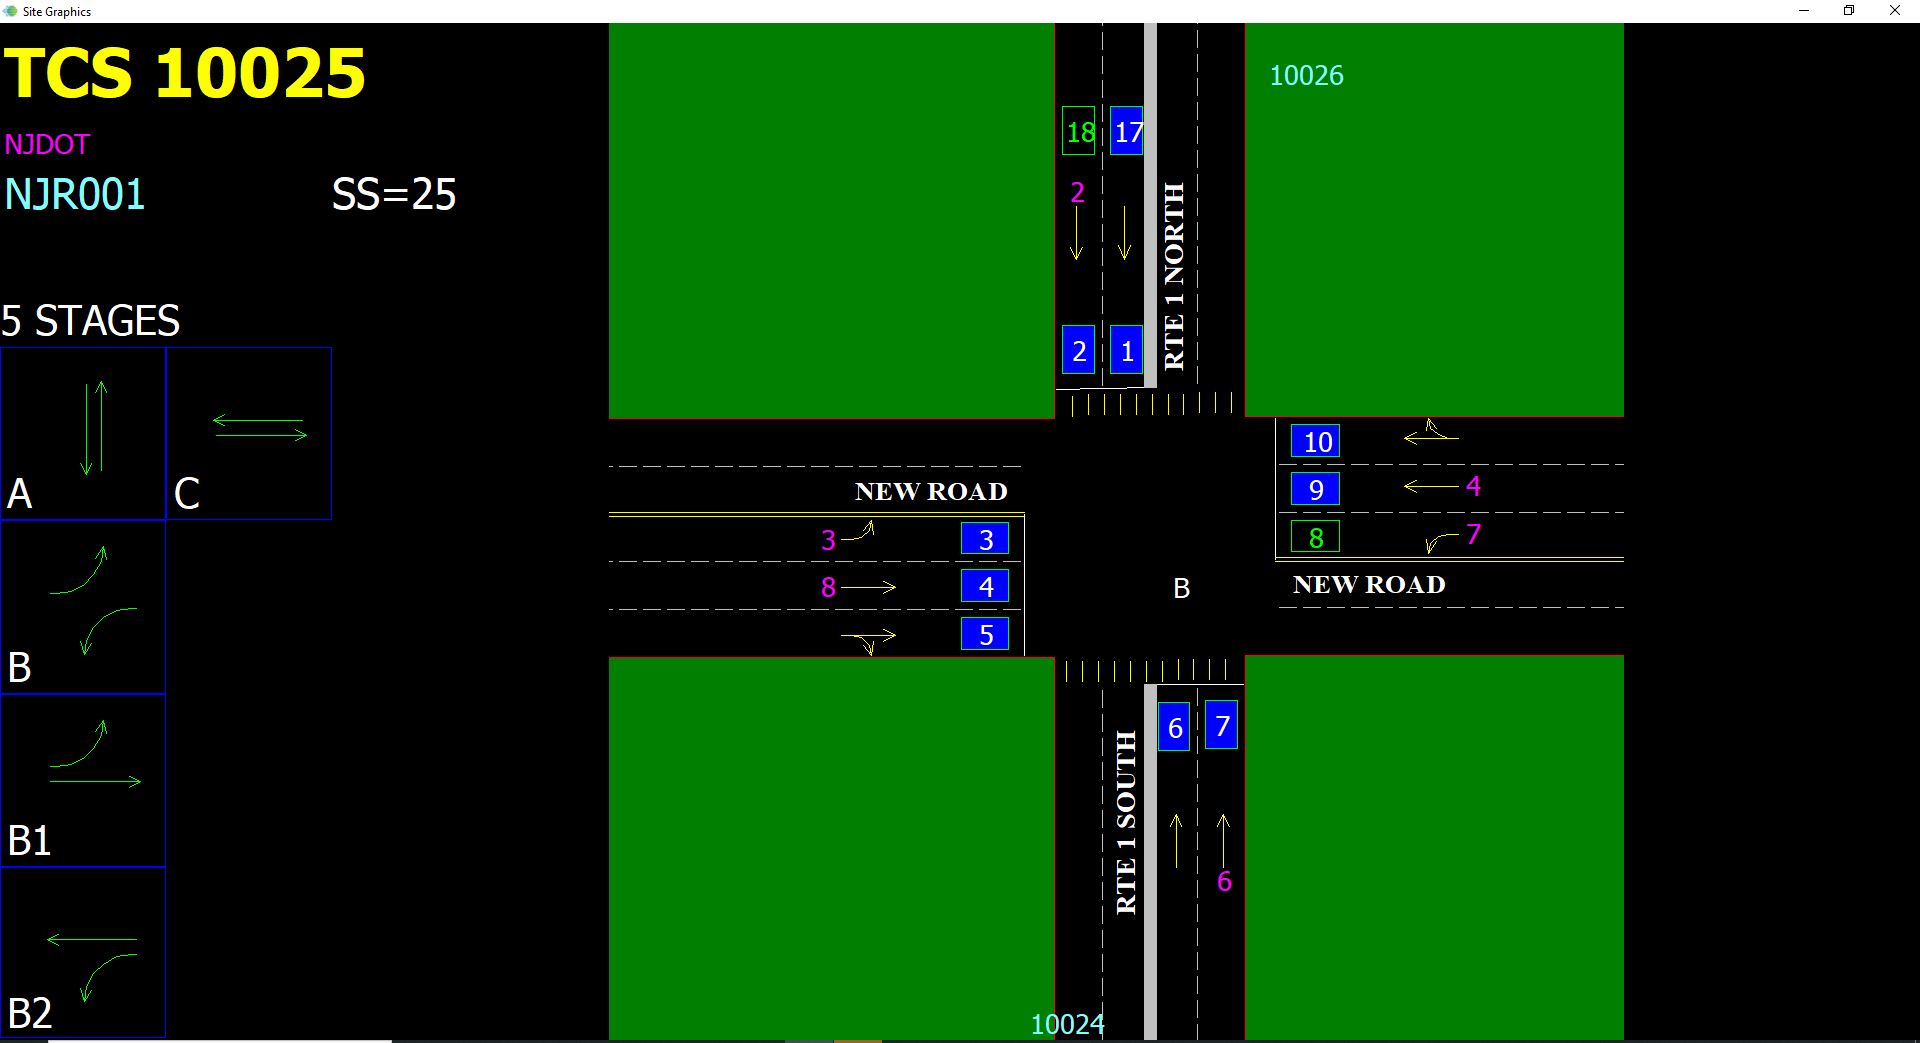 Site Graphics
TCS 10025
NJDOT
NJR001 SS=25
5 STAGES
A C
B
B1
B2
10026
18 17
2
RTE 1 NORTH
2 1
10
9 4
8 7
NEW ROAD
3 3
8 4
5
B
NEW ROAD
6 7
RTE 1 SOUTH
6
10024